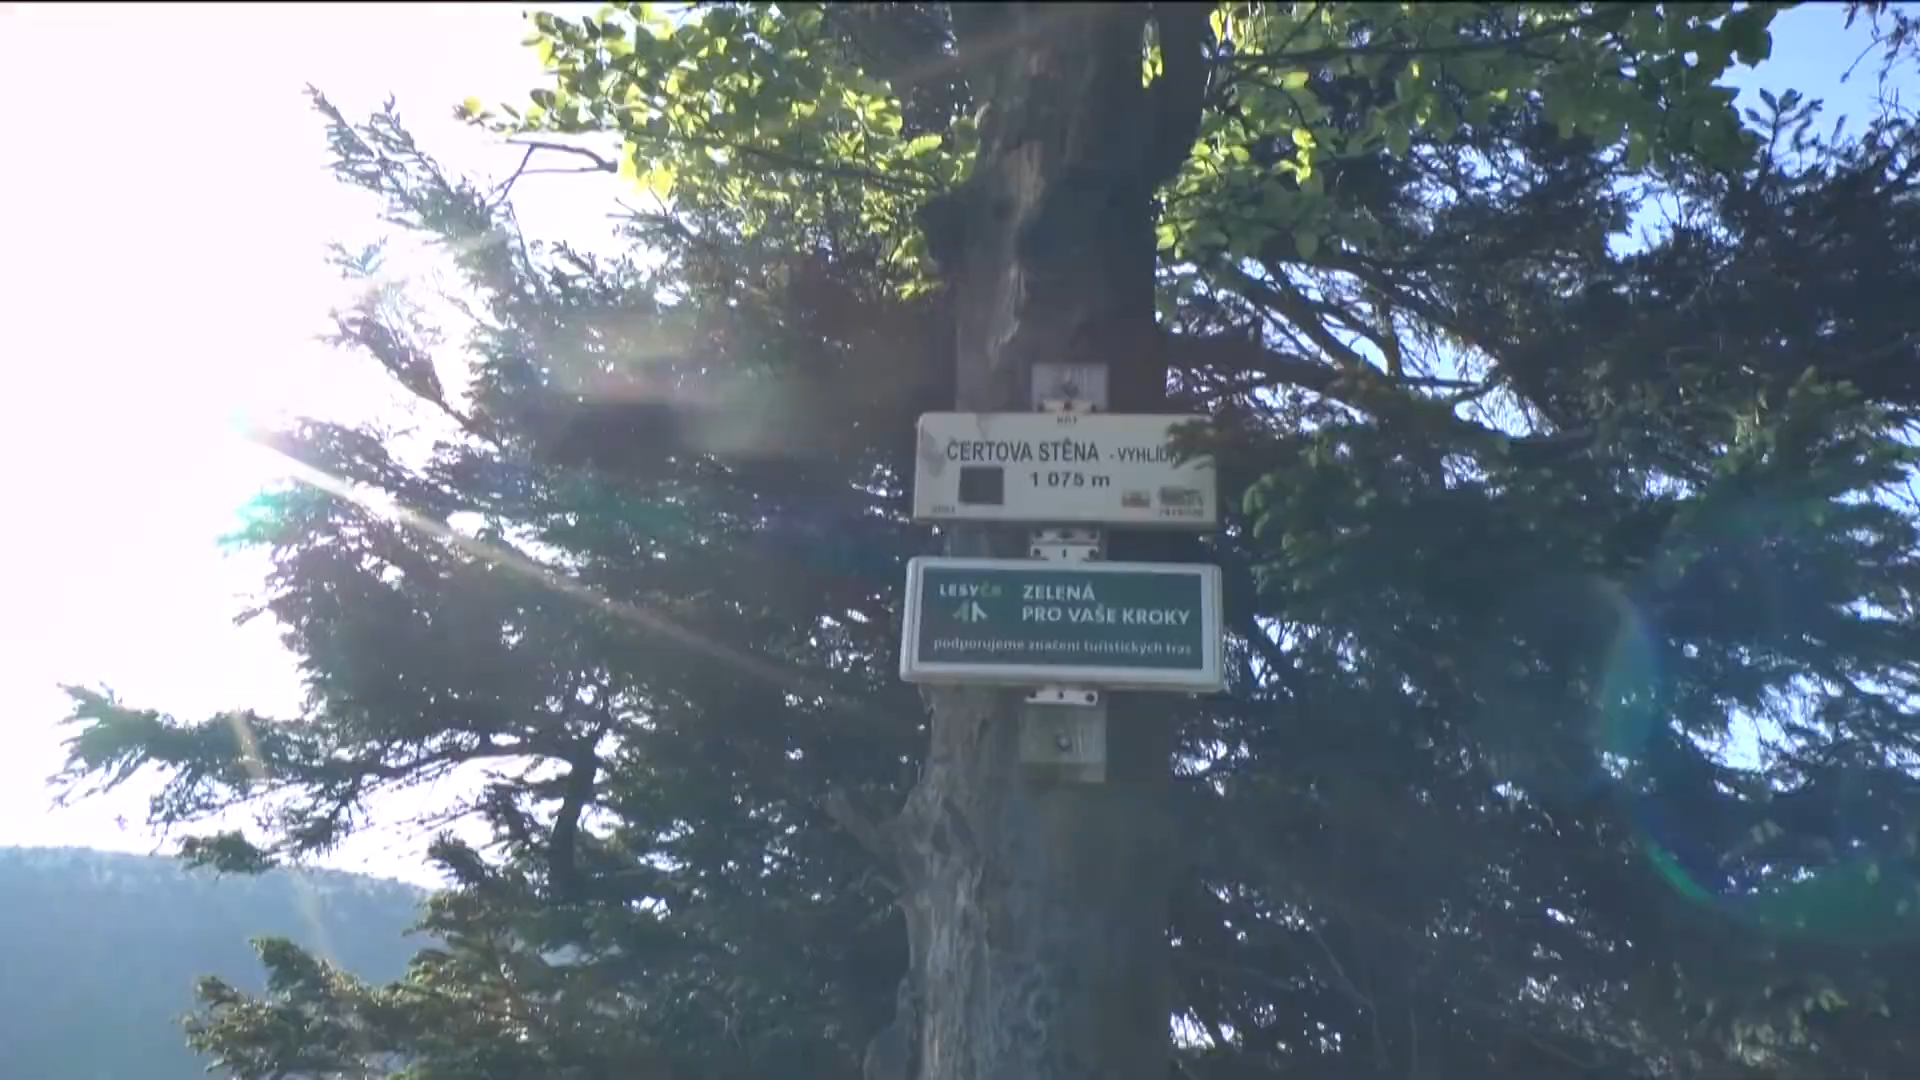 ČERTOVA STĚNA - VYHLÍDK
1 075 m
LESY ČR
ZELENÁ
PRO VAŠE KROKY
podporujeme značení turistických tras